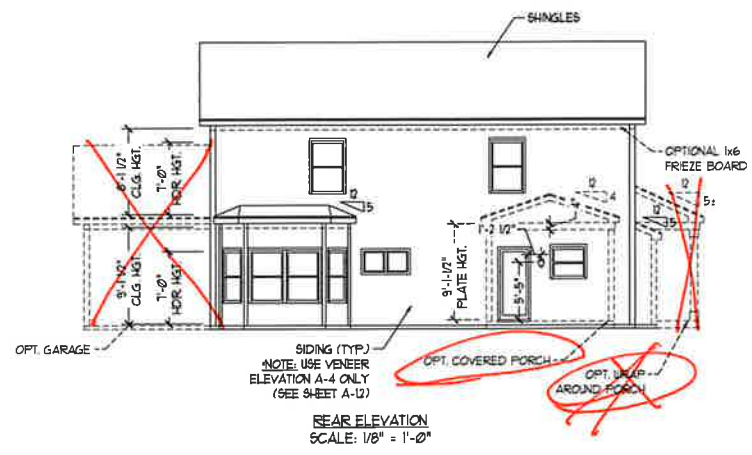 SHINGLES
OPTIONAL 1x6
FRIEZE BOARD
8'-1 1/2"
CLG. HGT.
7'-0"
HDR. HGT.
12
5
12
4
12
5±
12
5
1'-2 1/2"
9'-1 1/2"
CLG. HGT.
7'-0"
HDR. HGT.
9'-1-1/2"
PLATE HGT.
5'-5"
OPT. GARAGE
SIDING (TYP.)
NOTE: USE VENEER
ELEVATION A-4 ONLY
(SEE SHEET A-12)
OPT. COVERED PORCH
OPT. WRAP
AROUND PORCH
REAR ELEVATION
SCALE: 1/8" = 1'-0"